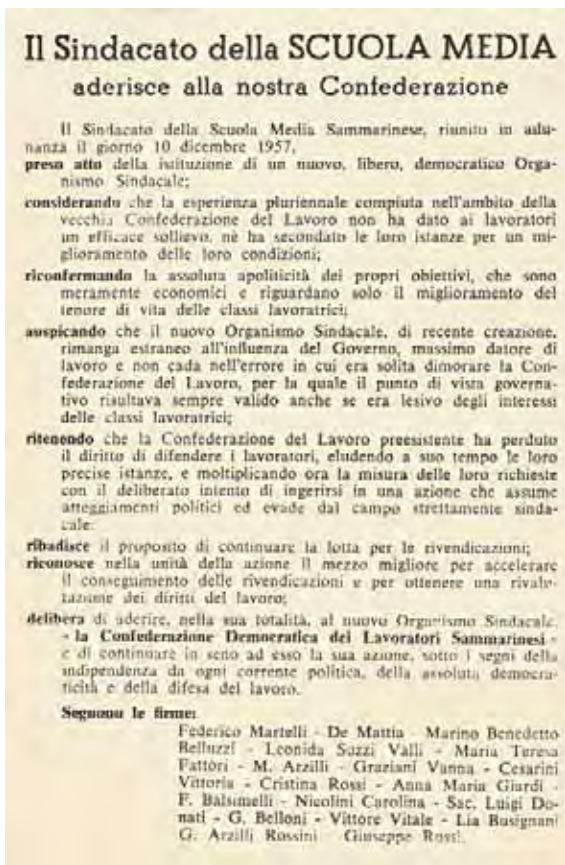 Il Sindacato della SCUOLA MEDIA
aderisce alla nostra Confederazione
Il Sindacato della Scuola Media Sammarinese, riunito in adu-
nanza il giorno 10 dicembre 1957,
preso atto della istituzione di un nuovo, libero, democratico Orga-
nismo Sindacale;
considerando che la esperienza pluriennale compiuta nell'ambito della
vecchia Confederazione del Lavoro non ha dato ai lavoratori
un efficace sollievo, nè ha secondato le loro istanze per un mi-
glioramento delle loro condizioni;
riconfermando la assoluta apoliticità dei propri obiettivi, che sono
meramente economici e riguardano solo il miglioramento del
tenore di vita delle classi lavoratrici;
auspicando che il nuovo Organismo Sindacale, di recente creazione,
rimanga estraneo all'influenza del Governo, massimo datore di
lavoro e non cada nell'errore in cui era solita dimorare la Con-
federazione del Lavoro, per la quale il punto di vista governa-
tivo risultava sempre valido anche se era lesivo degli interessi
delle classi lavoratrici;
ritenendo che la Confederazione del Lavoro preesistente ha perduto
il diritto di difendere i lavoratori, eludendo a suo tempo le loro
precise istanze, e moltiplicando ora la misura delle loro richieste
con il deliberato intento di ingerirsi in una azione che assume
atteggiamenti politici ed evade dal campo strettamente sinda-
cale:
ribadisce il proposito di continuare la lotta per le rivendicazioni;
riconosce nella unità della azione il mezzo migliore per accelerare
il conseguimento delle rivendicazioni e per ottenere una rivalu-
tazione dei diritti del lavoro;
delibera di aderire, nella sua totalità, al nuovo Organismo Sindacale,
- la Confederazione Democratica dei Lavoratori Sammarinesi -
e di continuare in seno ad esso la sua azione, sotto i segni della
indipendenza da ogni corrente politica, della assoluta democra-
ticità e della difesa del lavoro.
Seguono le firme:
Federico Martelli - De Mattia - Marino Benedetto
Belluzzi - Leonida Suzzi Valli - Maria Teresa
Fattori - M. Arzilli - Graziani Vanna - Cesarini
Vittoria - Cristina Rossi - Anna Maria Giardi -
F. Balsimelli - Nicolini Carolina - Sac. Luigi Do-
nati - G. Belloni - Vittore Vitale - Lia Busignani
G. Arzilli Rossini - Giuseppe Rossi.